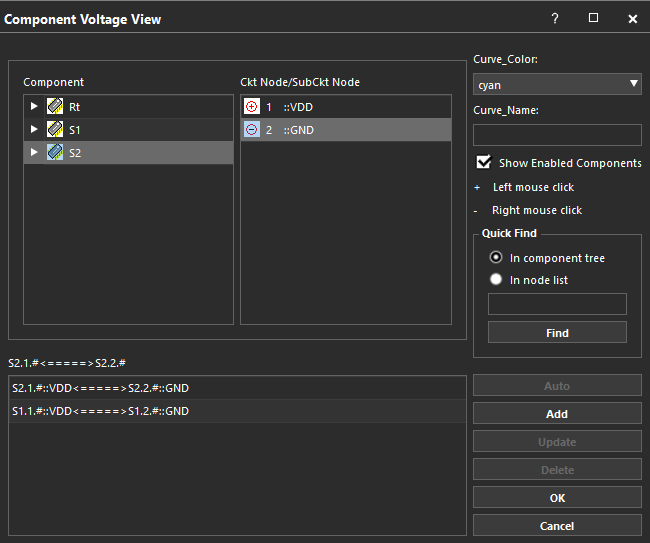 Component Voltage View
?
Component
Rt
S1
S2
Ckt Node/SubCkt Node
1 ::VDD
2 ::GND
Curve_Color:
cyan
Curve_Name:
Show Enabled Components
+ Left mouse click
- Right mouse click
Quick Find
In component tree
In node list
Find
S2.1.#<=====>S2.2.#
S2.1.#::VDD<=====>S2.2.#::GND
S1.1.#::VDD<=====>S1.2.#::GND
Auto
Add
Update
Delete
OK
Cancel